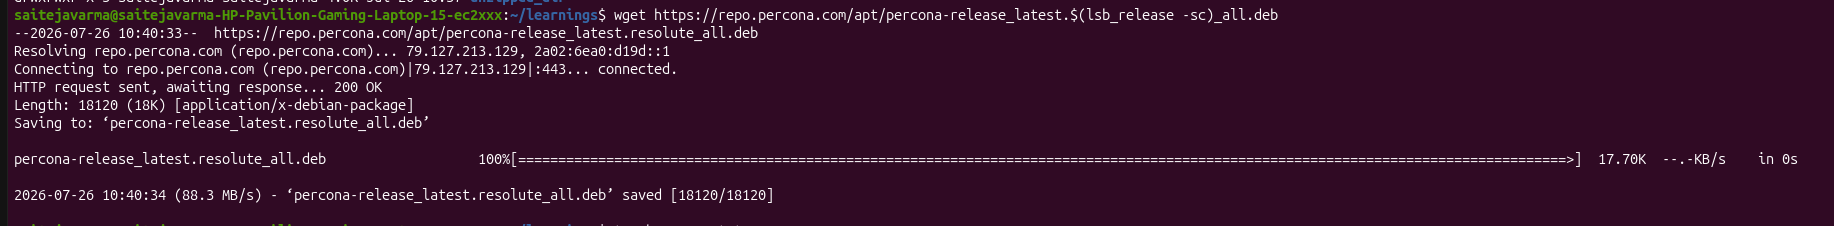 saitejavarma@saitejavarma-HP-Pavilion-Gaming-Laptop-15-ec2xxx:~/learnings$ wget https://repo.percona.com/apt/percona-release_latest.$(lsb_release -sc)_all.deb
--2026-07-26 10:40:33--  https://repo.percona.com/apt/percona-release_latest.resolute_all.deb
Resolving repo.percona.com (repo.percona.com)... 79.127.213.129, 2a02:6ea0:d19d::1
Connecting to repo.percona.com (repo.percona.com)|79.127.213.129|:443... connected.
HTTP request sent, awaiting response... 200 OK
Length: 18120 (18K) [application/x-debian-package]
Saving to: ‘percona-release_latest.resolute_all.deb’
percona-release_latest.resolute_all.deb 100%[===================================================================================================================================>] 17.70K --.-KB/s in 0s
2026-07-26 10:40:34 (88.3 MB/s) - ‘percona-release_latest.resolute_all.deb’ saved [18120/18120]